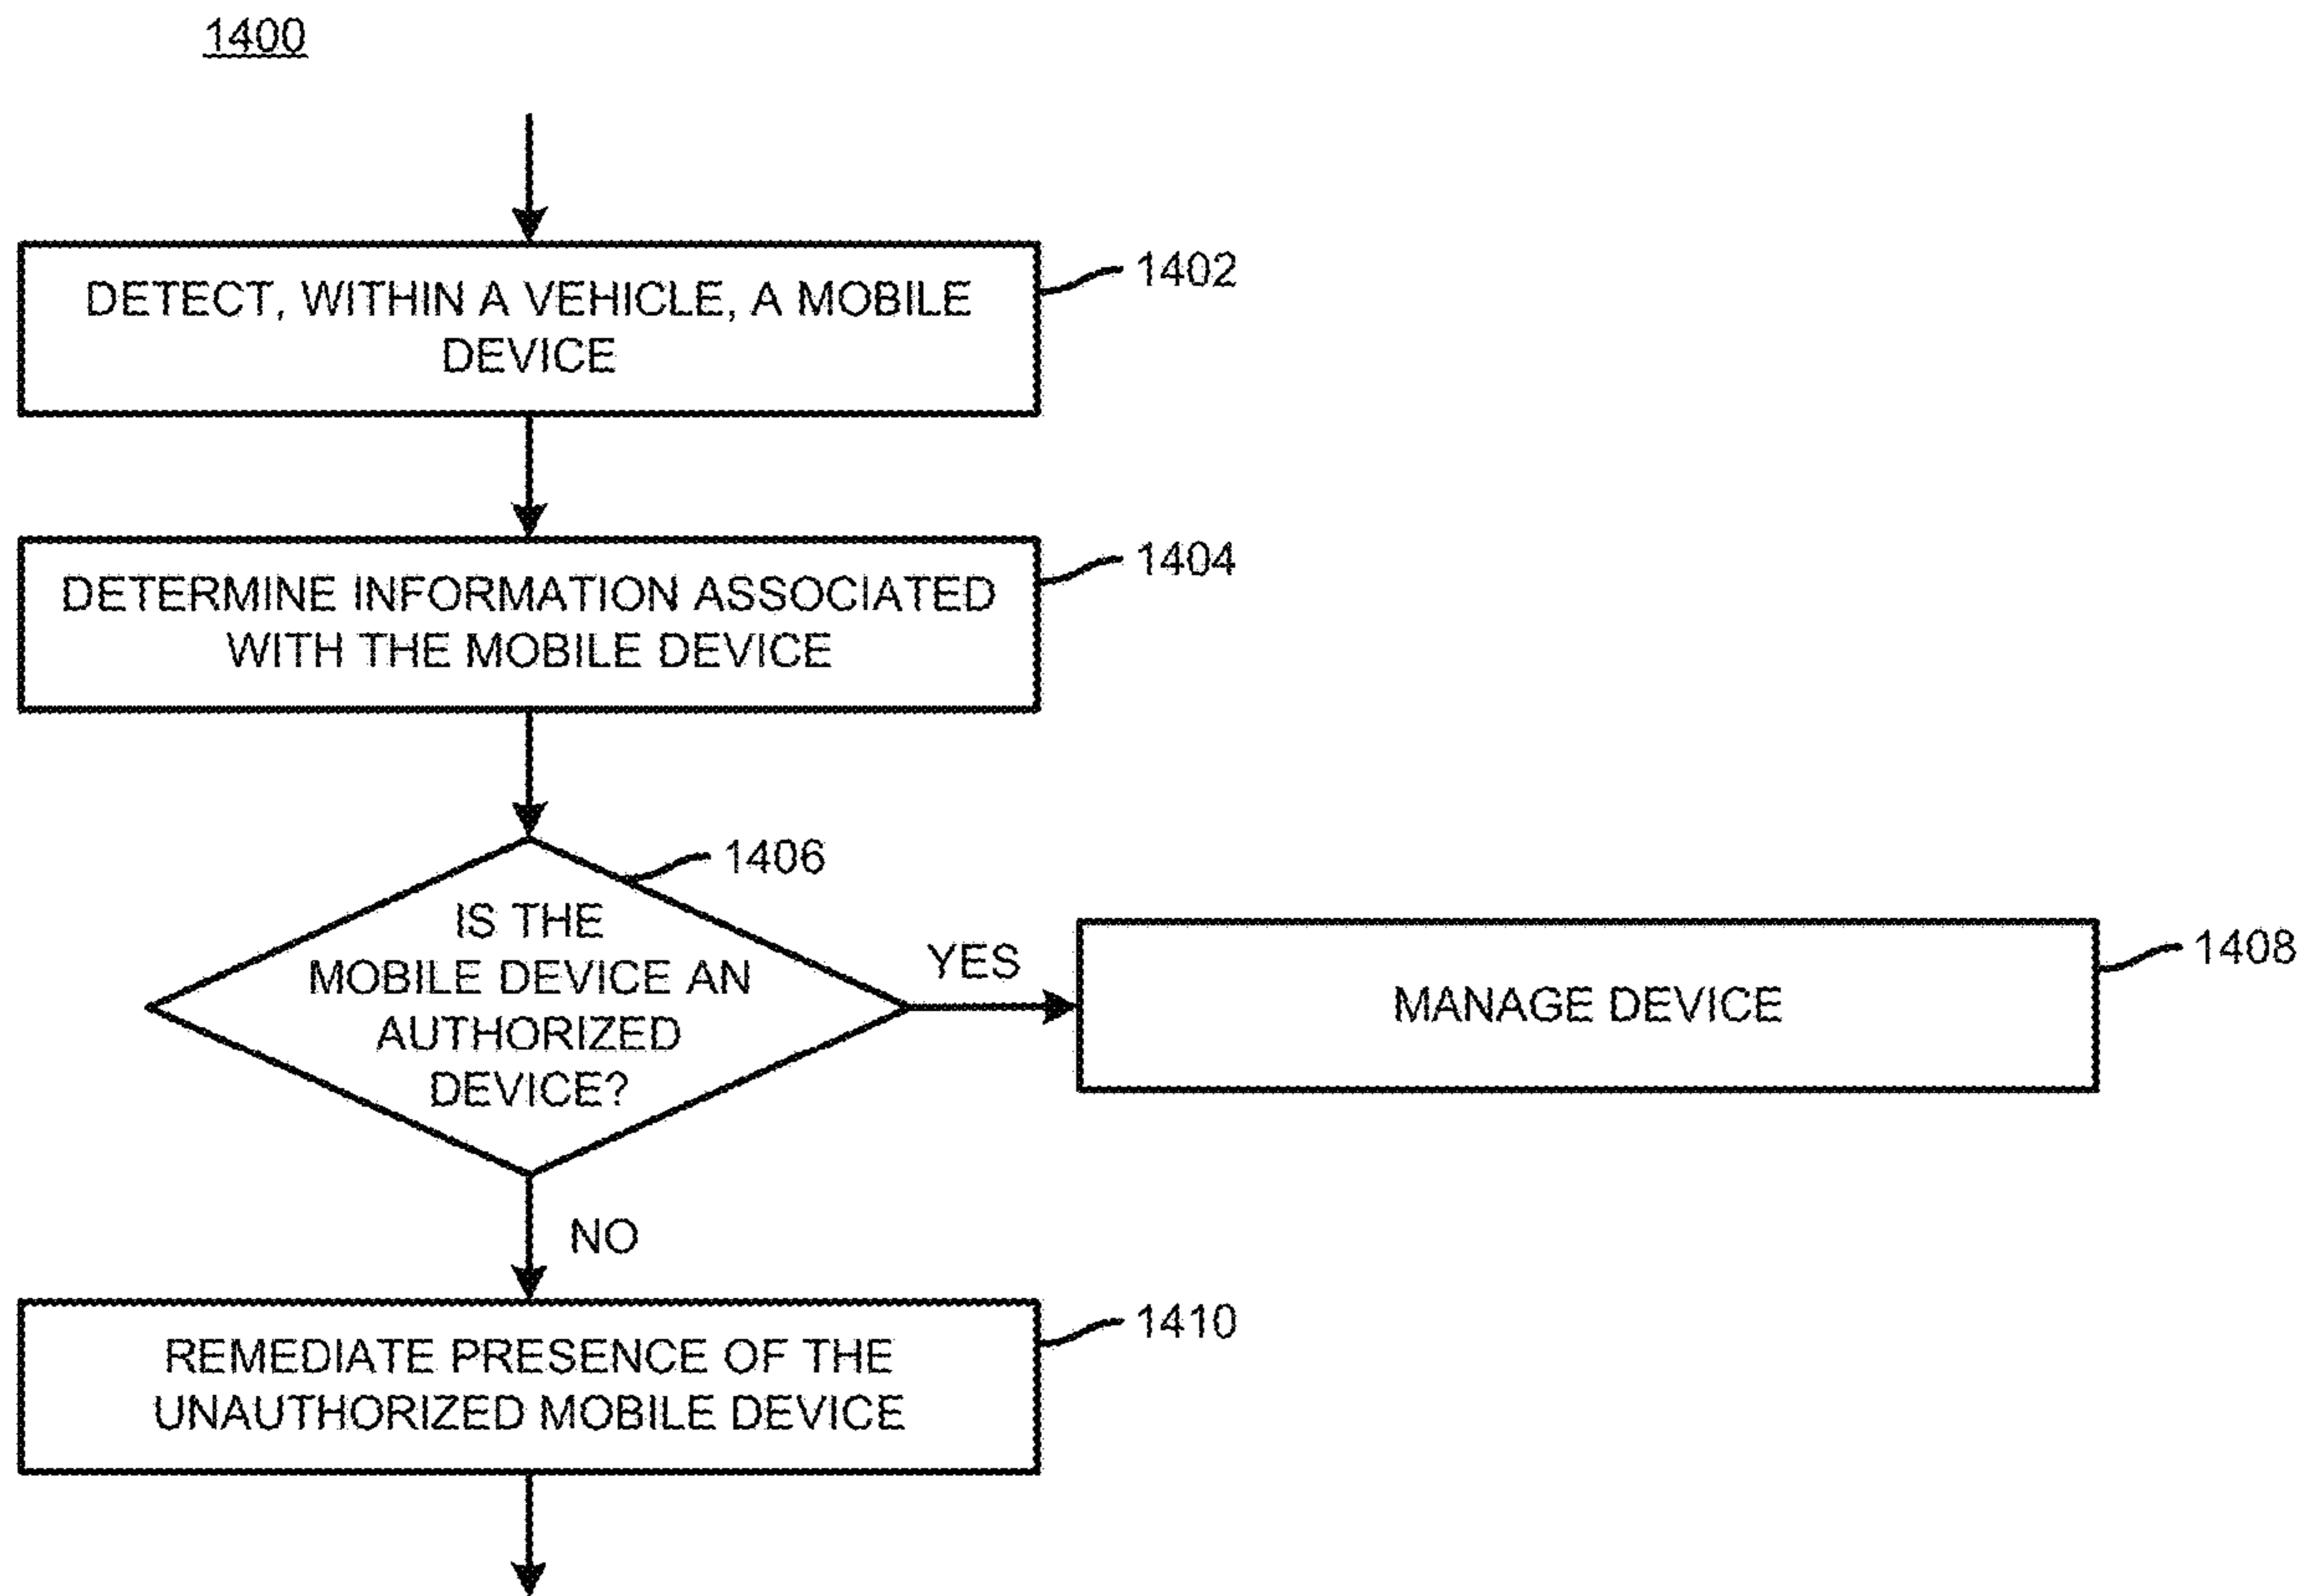 1400
DETECT, WITHIN A VEHICLE, A MOBILE
DEVICE
1402
DETERMINE INFORMATION ASSOCIATED
WITH THE MOBILE DEVICE
1404
1406
IS THE
MOBILE DEVICE AN
AUTHORIZED
DEVICE?
YES
MANAGE DEVICE
1408
NO
REMEDIATE PRESENCE OF THE
UNAUTHORIZED MOBILE DEVICE
1410